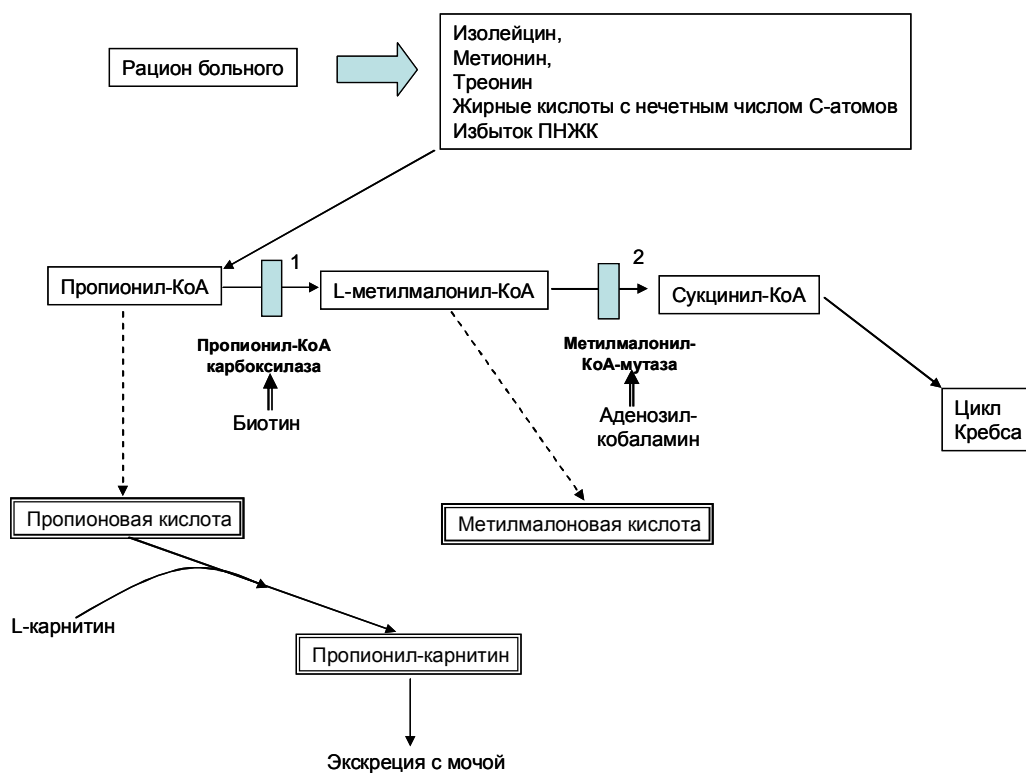 Рацион больного
Изолейцин,
Метионин,
Треонин
Жирные кислоты с нечетным числом С-атомов
Избыток ПНЖК
Пропионил-КоА
1
L-метилмалонил-КоА
2
Сукцинил-КоА
Пропионил-КоА
карбоксилаза
Биотин
Метилмалонил-
КоА-мутаза
Аденозил-
кобаламин
Цикл
Кребса
Пропионовая кислота
Метилмалоновая кислота
L-карнитин
Пропионил-карнитин
Экскреция с мочой